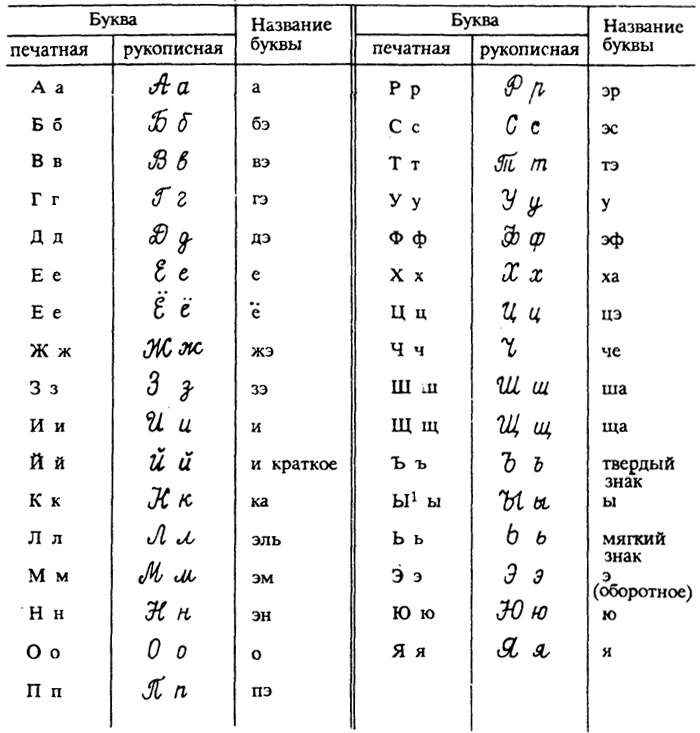 Буква Название буквы
печатная рукописная
А а А а а
Б б Б б бэ
В в В в вэ
Г г Г г гэ
Д д Д д дэ
Е е Е е е
Е е Ё ё ё
Ж ж Ж ж жэ
З з З з зэ
И и И и и
Й й Й й и краткое
К к К к ка
Л л Л л эль
М м М м эм
Н н Н н эн
О о О о о
П п П п пэ
Буква Название буквы
печатная рукописная
Р р Р р эр
С с С с эс
Т т Т т тэ
У у У у у
Ф ф Ф ф эф
Х х Х х ха
Ц ц Ц ц цэ
Ч ч Ч че
Ш ш Ш ш ша
Щ щ Щ щ ща
Ъ ъ Ъ ъ твердый знак
Ы¹ ы Ы ы ы
Ь ь Ь ь мягкий знак
Э э Э э э (оборотное)
Ю ю Ю ю ю
Я я Я я я